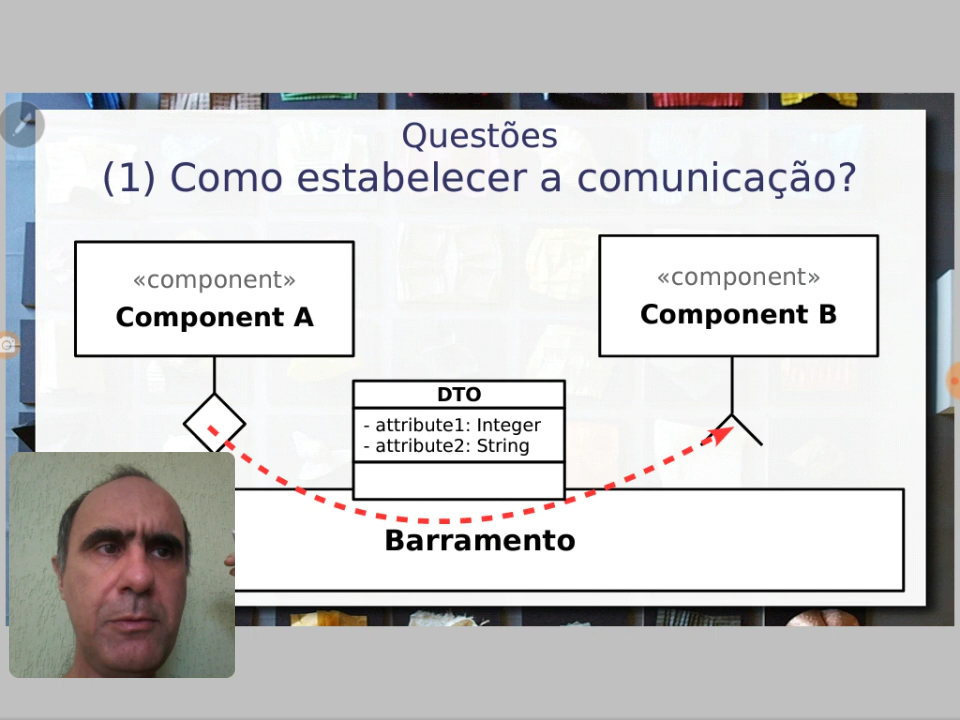 Questões
(1) Como estabelecer a comunicação?
«component»
Component A
«component»
Component B
DTO
- attribute1: Integer
- attribute2: String
Barramento